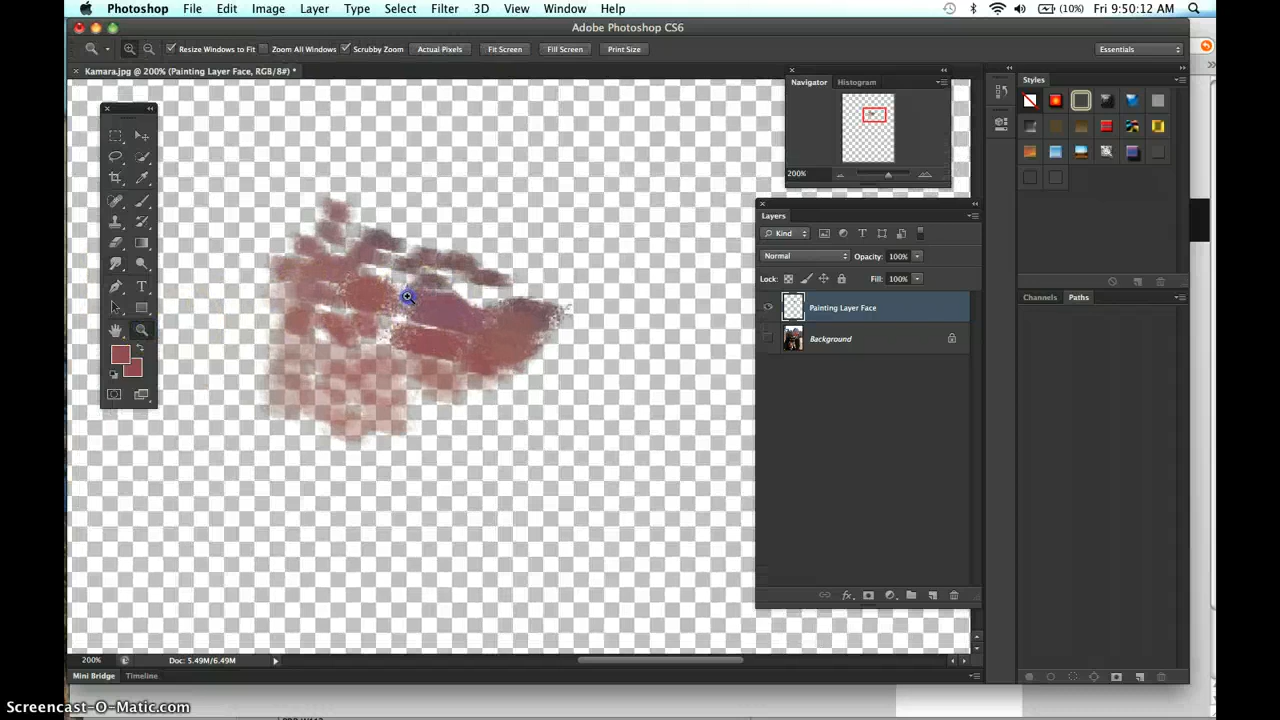 Photoshop File Edit Image Layer Type Select Filter 3D View Window Help (10%) Fri 9:50:12 AM
Adobe Photoshop CS6
Resize Windows to Fit Zoom All Windows Scrubby Zoom Actual Pixels Fit Screen Fill Screen Print Size Essentials
Kamara.jpg @ 200% (Painting Layer Face, RGB/8#) *
Navigator Histogram
200%
Styles
Layers
Kind
Normal Opacity: 100%
Lock: Fill: 100%
Painting Layer Face
Background
Channels Paths
200% Doc: 5.49M/6.49M
Mini Bridge Timeline
Screencast-O-Matic.com